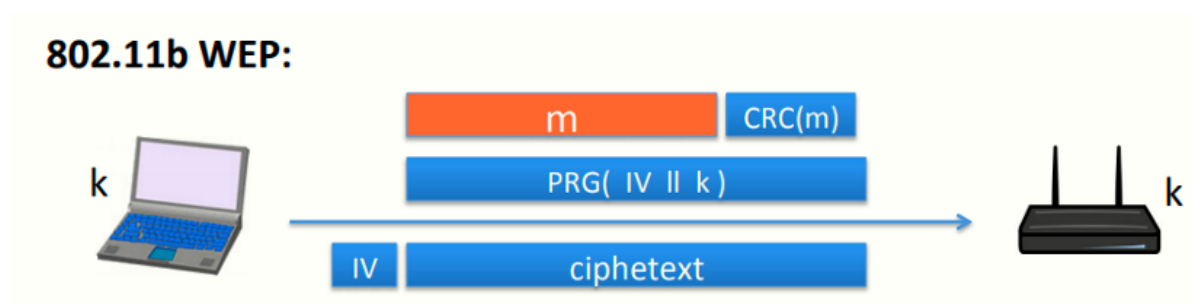 802.11b WEP:
m CRC(m)
k PRG( IV ll k ) k
IV ciphetext